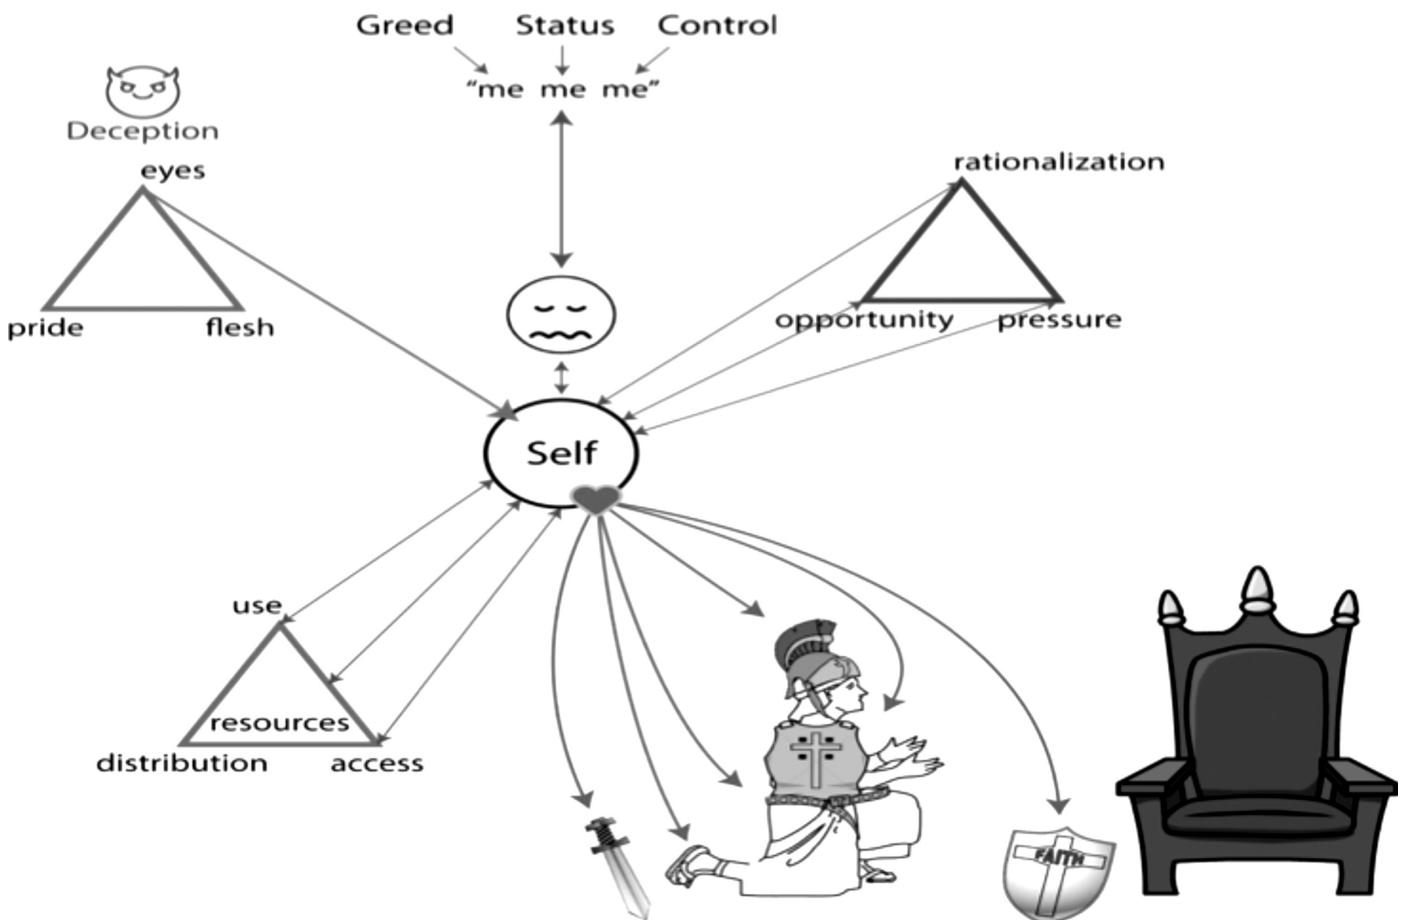 Greed Status Control
“me me me”
Deception
eyes
pride flesh
rationalization
opportunity pressure
Self
use
resources
distribution access
FAITH